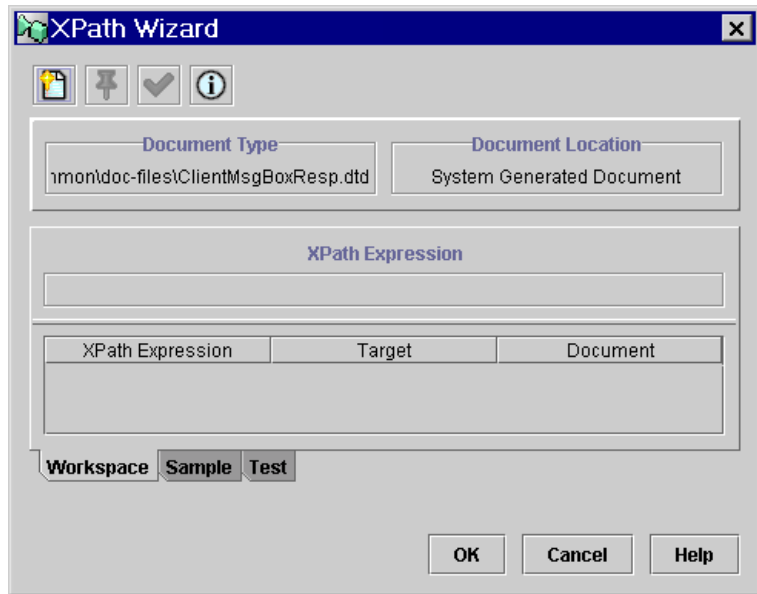 XPath Wizard
Document Type
Document Location
nmon\doc-files\ClientMsgBoxResp.dtd
System Generated Document
XPath Expression
XPath Expression Target Document
Workspace Sample Test
OK Cancel Help